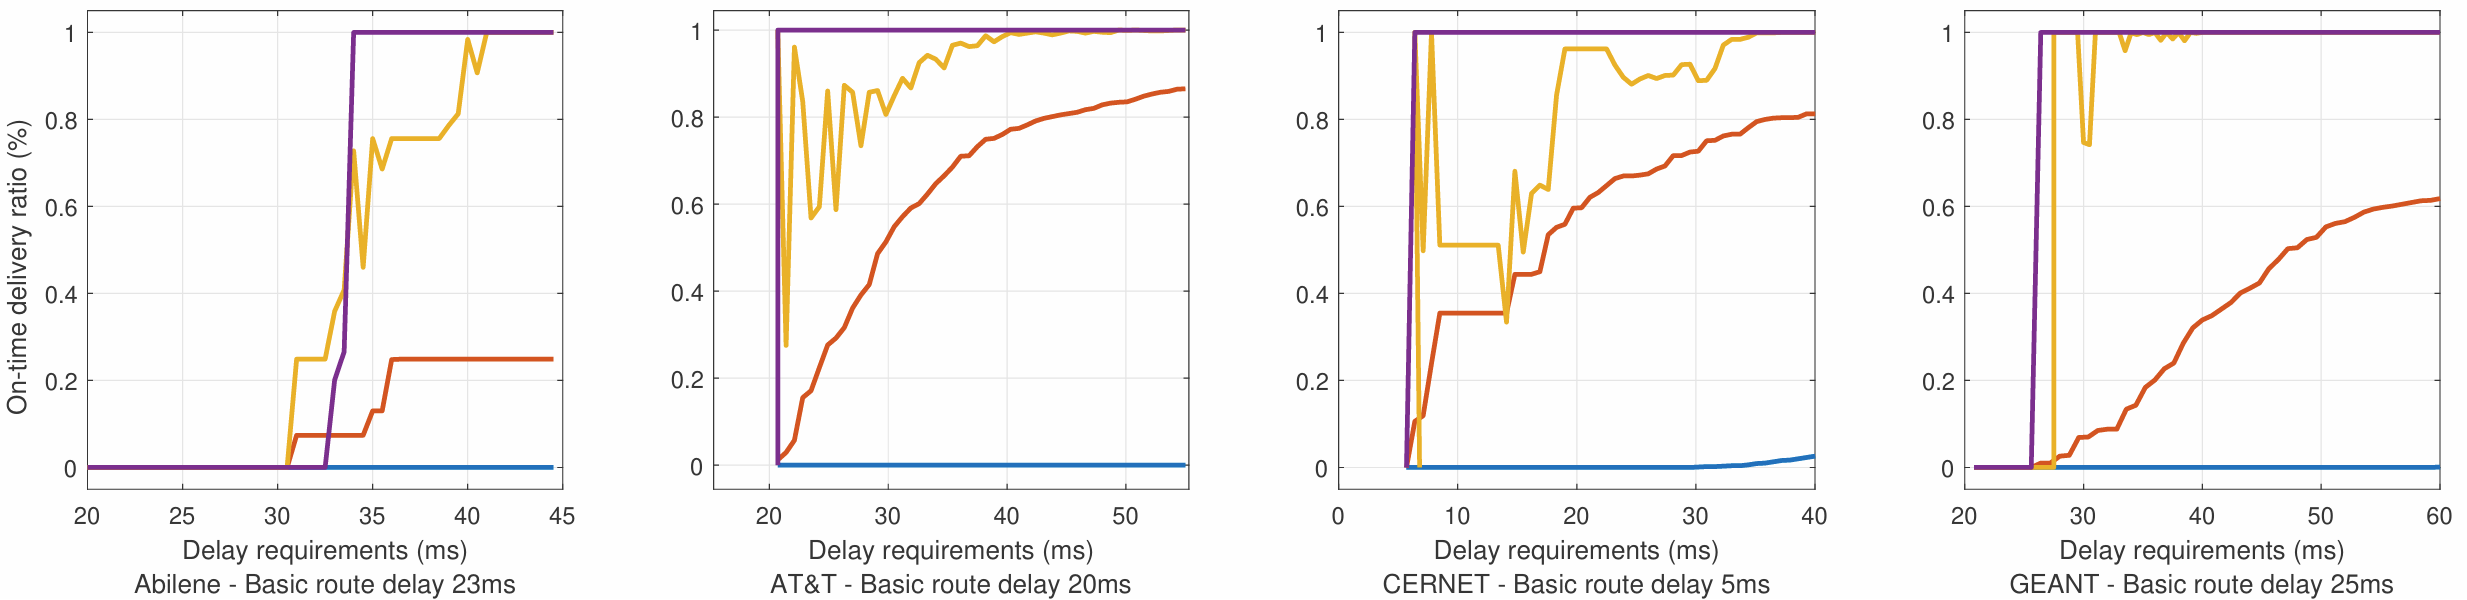 On-time delivery ratio (%)
1
0.8
0.6
0.4
0.2
0
20 25 30 35 40 45
Delay requirements (ms)
Abilene - Basic route delay 23ms
1
0.8
0.6
0.4
0.2
0
20 30 40 50
Delay requirements (ms)
AT&T - Basic route delay 20ms
1
0.8
0.6
0.4
0.2
0
0 10 20 30 40
Delay requirements (ms)
CERNET - Basic route delay 5ms
1
0.8
0.6
0.4
0.2
0
20 30 40 50 60
Delay requirements (ms)
GEANT - Basic route delay 25ms